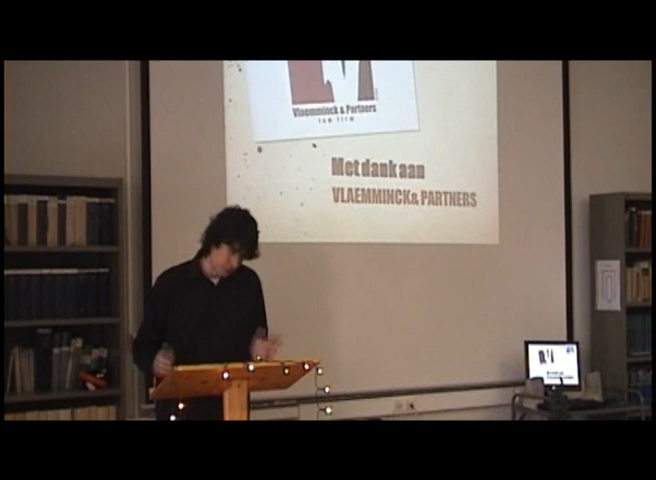 Vlaemminck & Partners
law firm
Met dank aan
VLAEMMINCK & PARTNERS